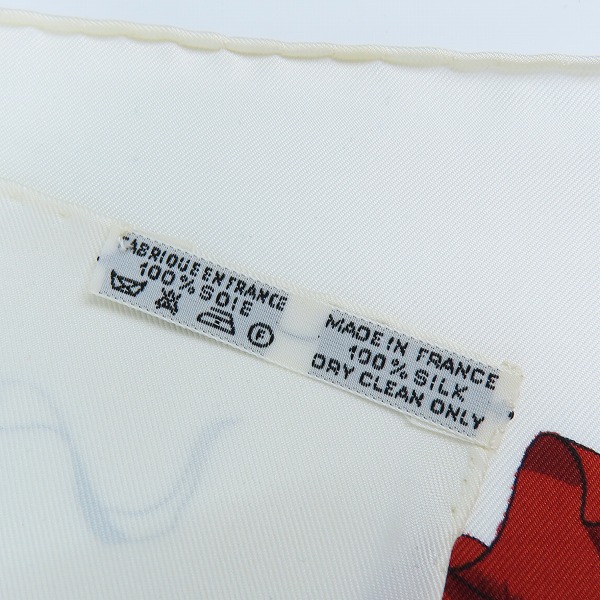 FABRIQUE EN FRANCE
100% SOIE
F
MADE IN FRANCE
100% SILK
DRY CLEAN ONLY